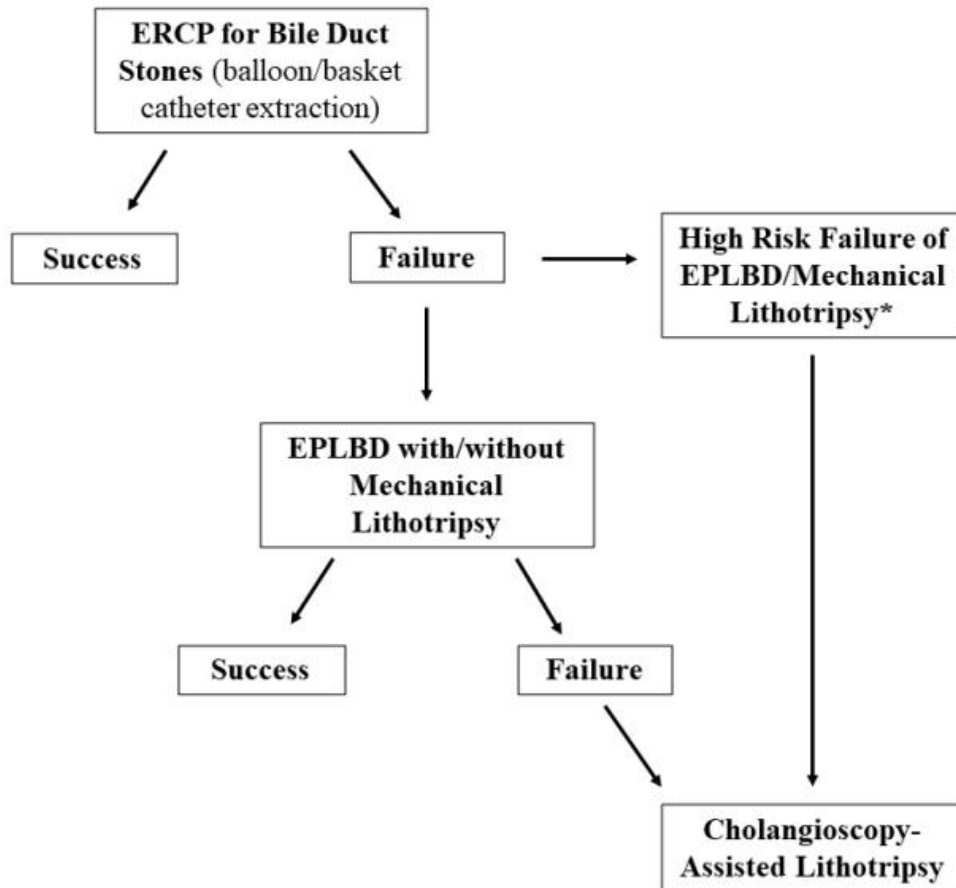 ERCP for Bile Duct
Stones (balloon/basket
catheter extraction)
Success
Failure
High Risk Failure of
EPLBD/Mechanical
Lithotripsy*
EPLBD with/without
Mechanical
Lithotripsy
Success
Failure
Cholangioscopy-
Assisted Lithotripsy